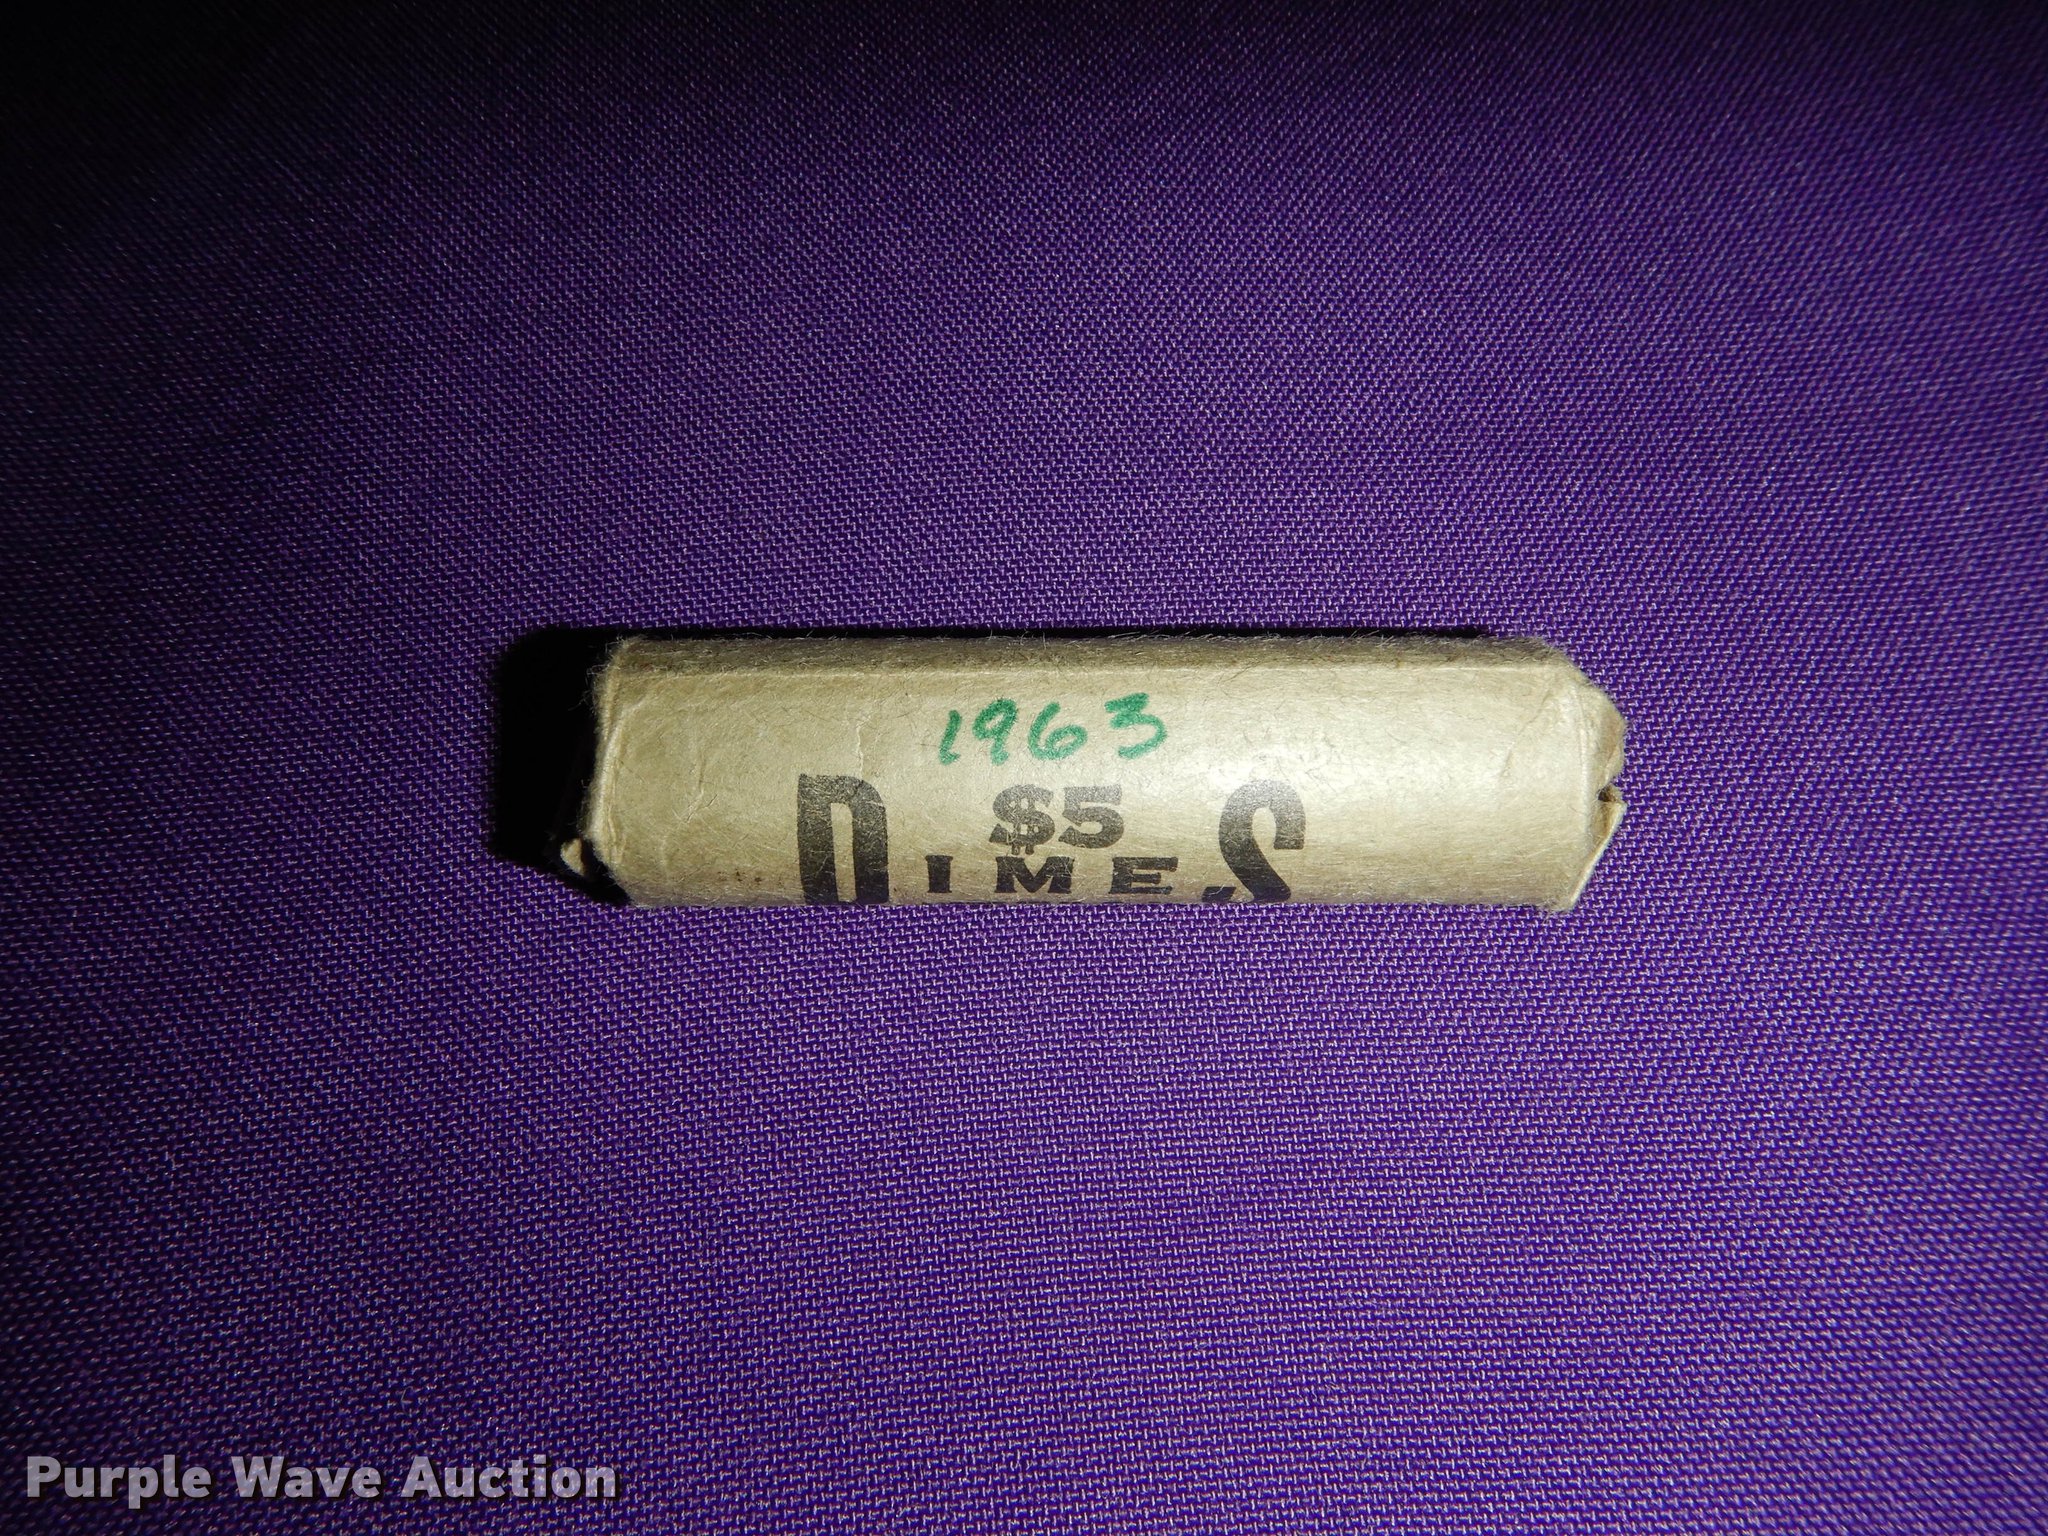 1963
$5
DIMES
Purple Wave Auction